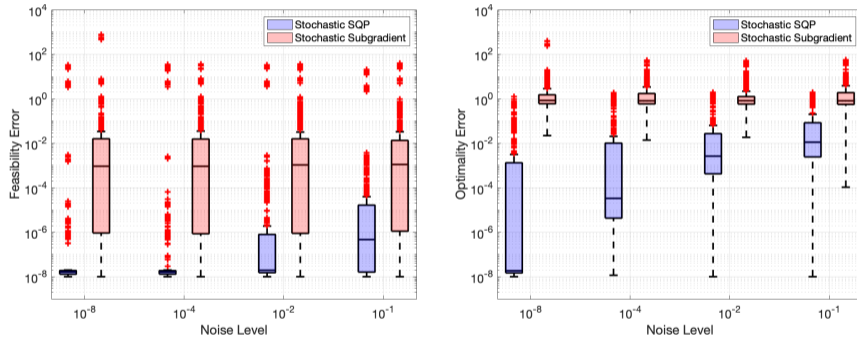 10^4
10^2
10^0
10^-2
10^-4
10^-6
10^-8
Feasibility Error
Stochastic SQP
Stochastic Subgradient
10^-8
10^-4
10^-2
10^-1
Noise Level
10^4
10^2
10^0
10^-2
10^-4
10^-6
10^-8
Optimality Error
Stochastic SQP
Stochastic Subgradient
10^-8
10^-4
10^-2
10^-1
Noise Level